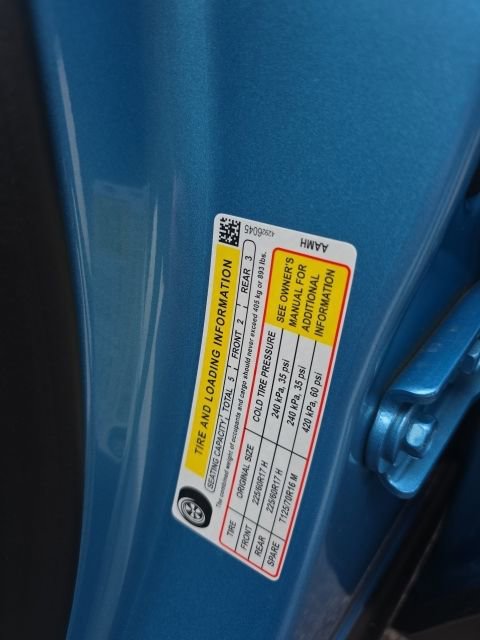 42926045
AAMH
TIRE AND LOADING INFORMATION
SEATING CAPACITY TOTAL 5 FRONT 2 REAR 3
The combined weight of occupants and cargo should never exceed 405 kg or 893 lbs.
TIRE ORIGINAL SIZE COLD TIRE PRESSURE
FRONT 225/60R17 H 240 kPa, 35 psi
REAR 225/60R17 H 240 kPa, 35 psi
SPARE T125/70R16 M 420 kPa, 60 psi
SEE OWNER'S
MANUAL FOR
ADDITIONAL
INFORMATION